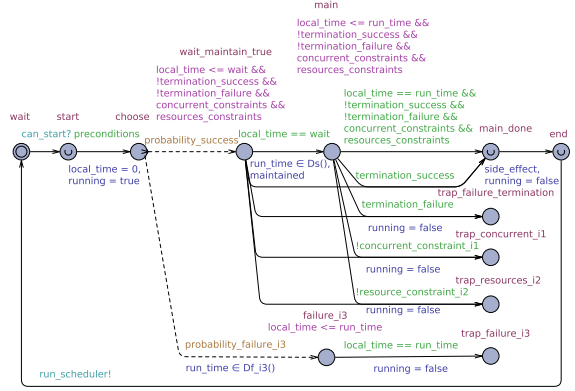 main
local_time <= run_time &&
!termination_success &&
!termination_failure &&
concurrent_constraints &&
resources_constraints
wait_maintain_true
local_time <= wait &&
!termination_success &&
!termination_failure &&
concurrent_constraints &&
resources_constraints
local_time == run_time &&
!termination_success &&
!termination_failure &&
concurrent_constraints &&
resources_constraints
wait
start
choose
main_done
end
can_start?
preconditions
probability_success
local_time == wait
local_time = 0,
running = true
run_time ∈ Ds(),
maintained
side_effect,
running = false
termination_success
trap_failure_termination
termination_failure
running = false
trap_concurrent_i1
!concurrent_constraint_i1
running = false
trap_resources_i2
!resource_constraint_i2
running = false
failure_i3
local_time <= run_time
trap_failure_i3
probability_failure_i3
local_time == run_time
run_time ∈ Df_i3()
running = false
run_scheduler!